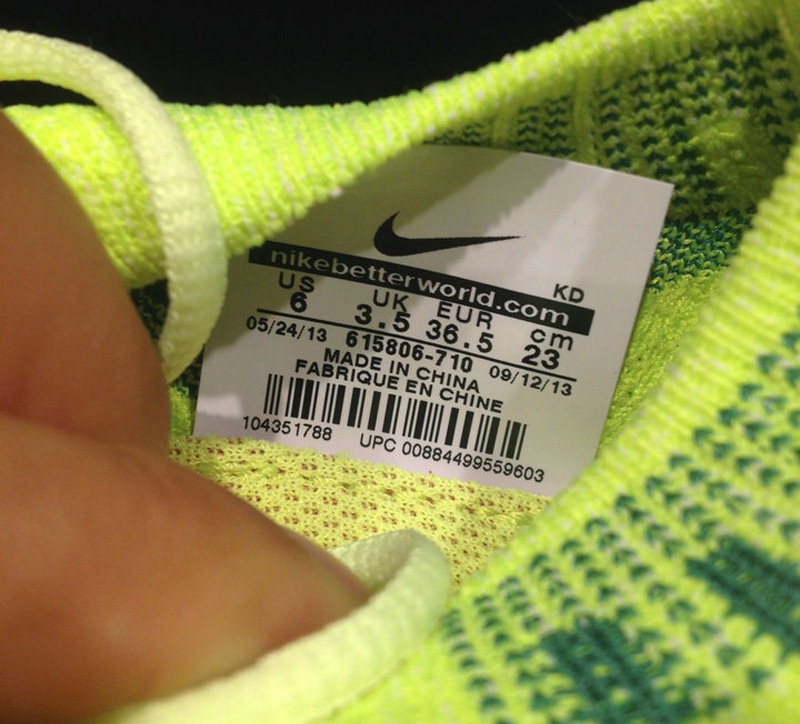 nikebetterworld.com KD
US UK EUR cm
6 3.5 36.5 23
05/24/13 615806-710 09/12/13
MADE IN CHINA
FABRIQUE EN CHINE
104351788 UPC 00884499559603